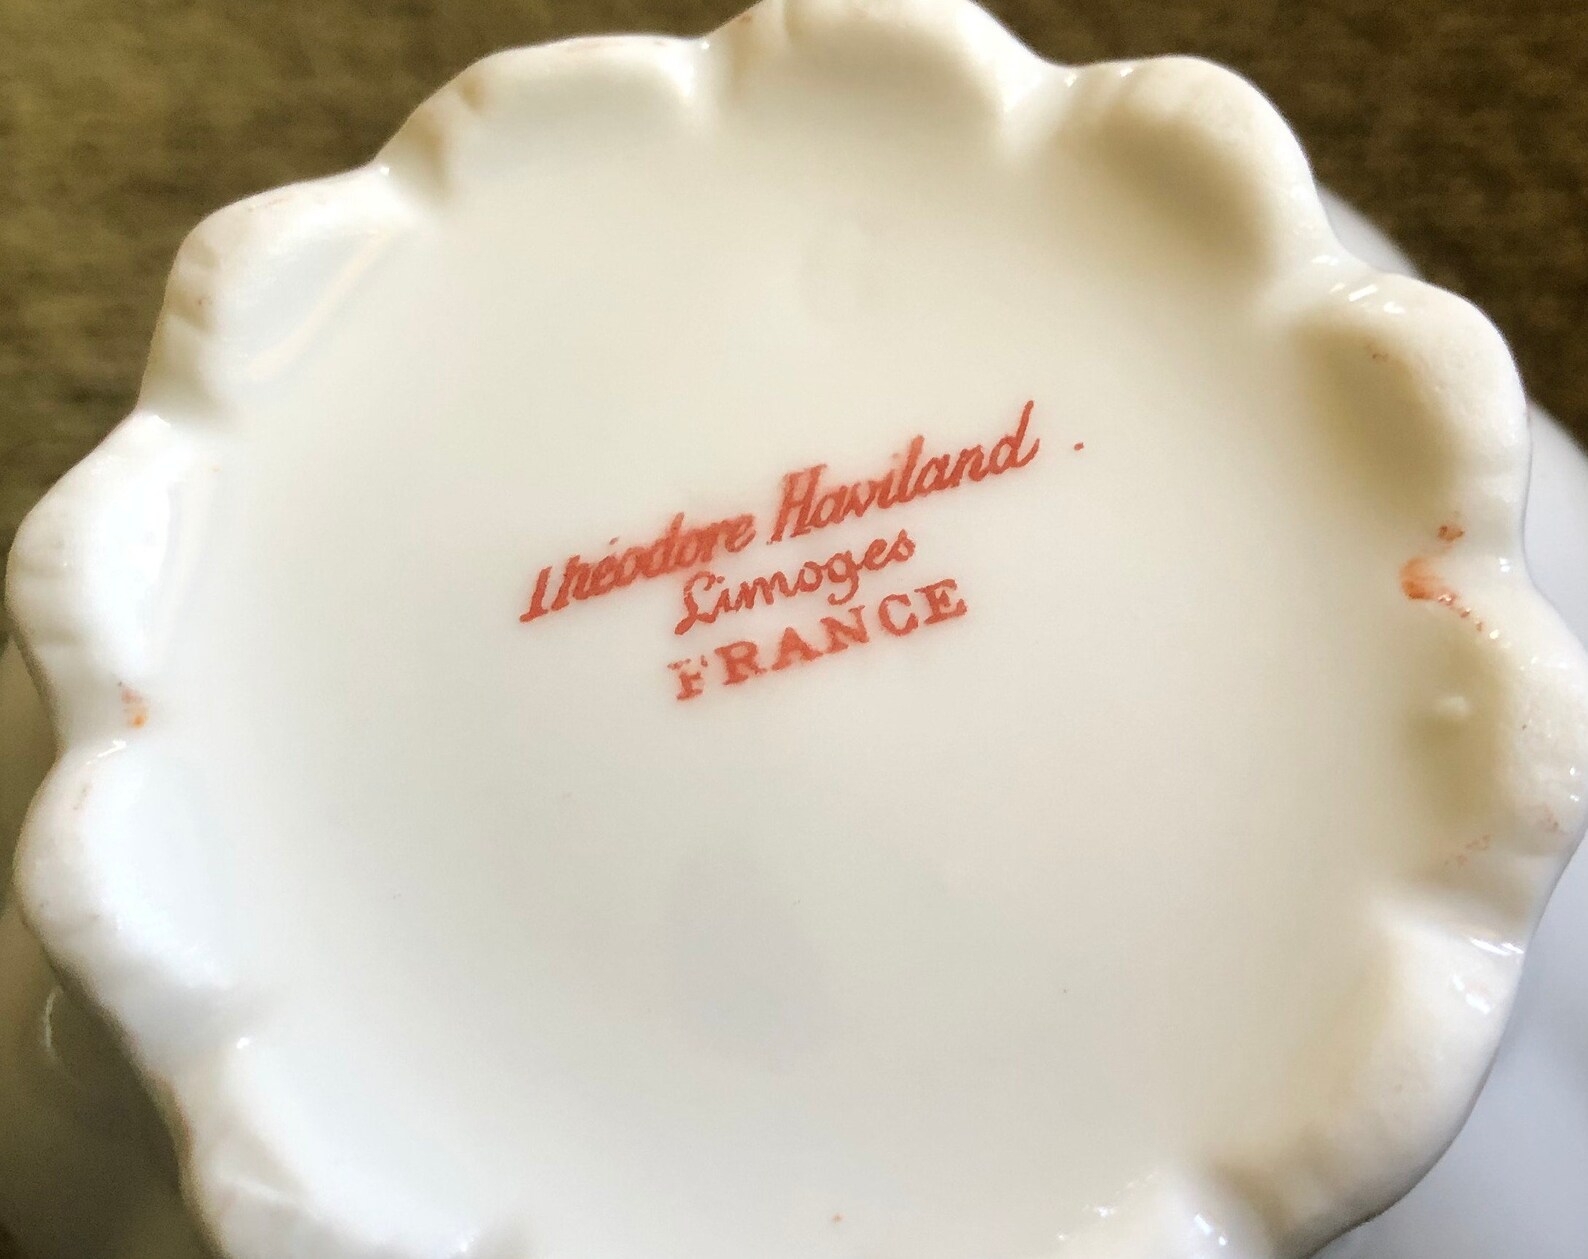 Théodore Haviland
Limoges
FRANCE